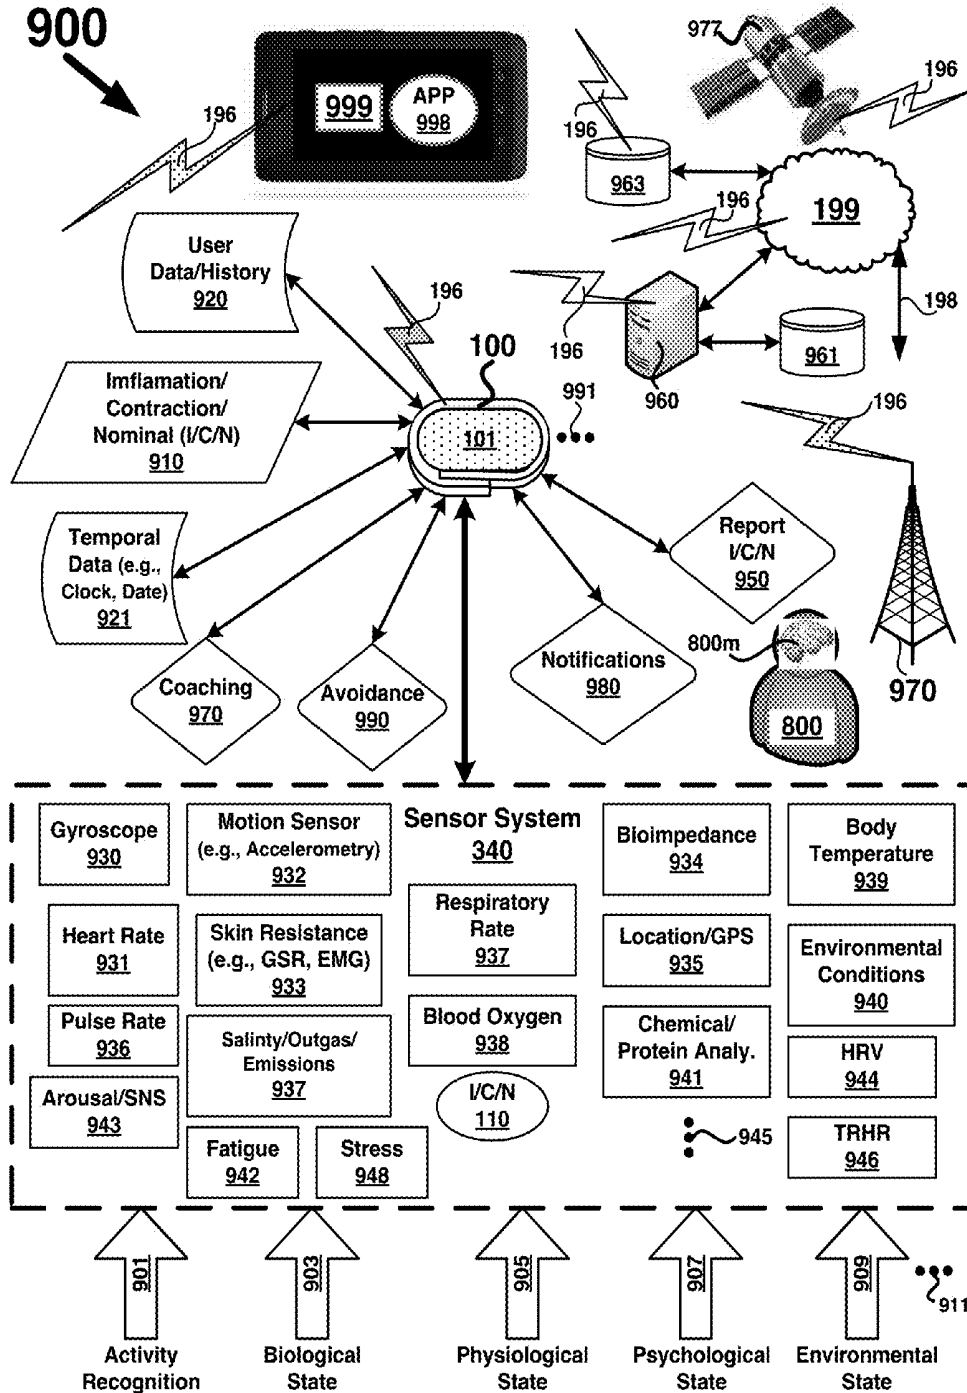 900
977
196
999
APP
998
196
196
963
196
199
User
Data/History
920
196
196
198
100
961
960
Imflamation/
Contraction/
Nominal (I/C/N)
910
991
101
196
Temporal
Data (e.g.,
Clock, Date)
921
Report
I/C/N
950
800m
Coaching
970
Avoidance
990
Notifications
980
970
800
Gyroscope
930
Motion Sensor
(e.g., Accelerometry)
932
Sensor System
340
Bioimpedance
934
Body
Temperature
939
Heart Rate
931
Skin Resistance
(e.g., GSR, EMG)
933
Respiratory
Rate
937
Location/GPS
935
Environmental
Conditions
940
Pulse Rate
936
Salinty/Outgas/
Emissions
937
Blood Oxygen
938
Chemical/
Protein Analy.
941
HRV
944
Arousal/SNS
943
I/C/N
110
945
Fatigue
942
Stress
948
TRHR
946
901
903
905
907
909
911
Activity
Recognition
Biological
State
Physiological
State
Psychological
State
Environmental
State